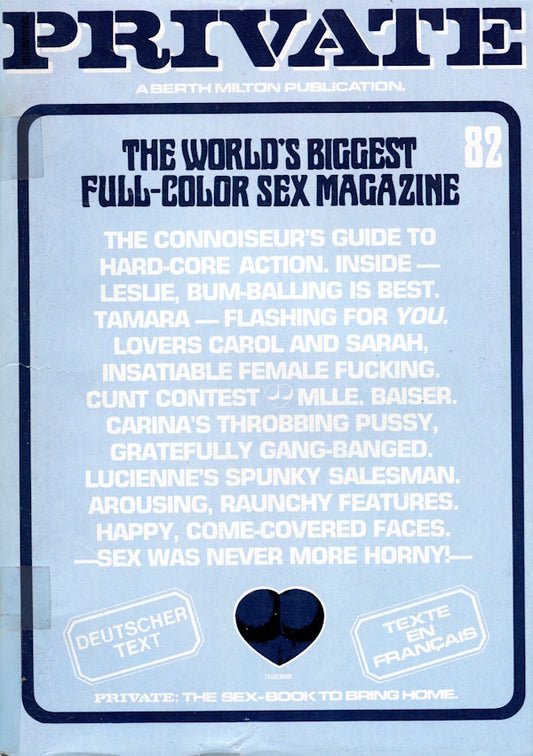 PRIVATE
A BERTH MILTON PUBLICATION.
82
THE WORLD'S BIGGEST
FULL-COLOR SEX MAGAZINE
THE CONNOISEUR'S GUIDE TO
HARD-CORE ACTION. INSIDE —
LESLIE, BUM-BALLING IS BEST.
TAMARA — FLASHING FOR YOU.
LOVERS CAROL AND SARAH,
INSATIABLE FEMALE FUCKING.
CUNT CONTEST MLLE. BAISER.
CARINA'S THROBBING PUSSY,
GRATEFULLY GANG-BANGED.
LUCIENNE'S SPUNKY SALESMAN.
AROUSING, RAUNCHY FEATURES.
HAPPY, COME-COVERED FACES.
—SEX WAS NEVER MORE HORNY!—
DEUTSCHER
TEXT
TEXTE
EN
FRANÇAIS
TRADEMARK
PRIVATE: THE SEX-BOOK TO BRING HOME.